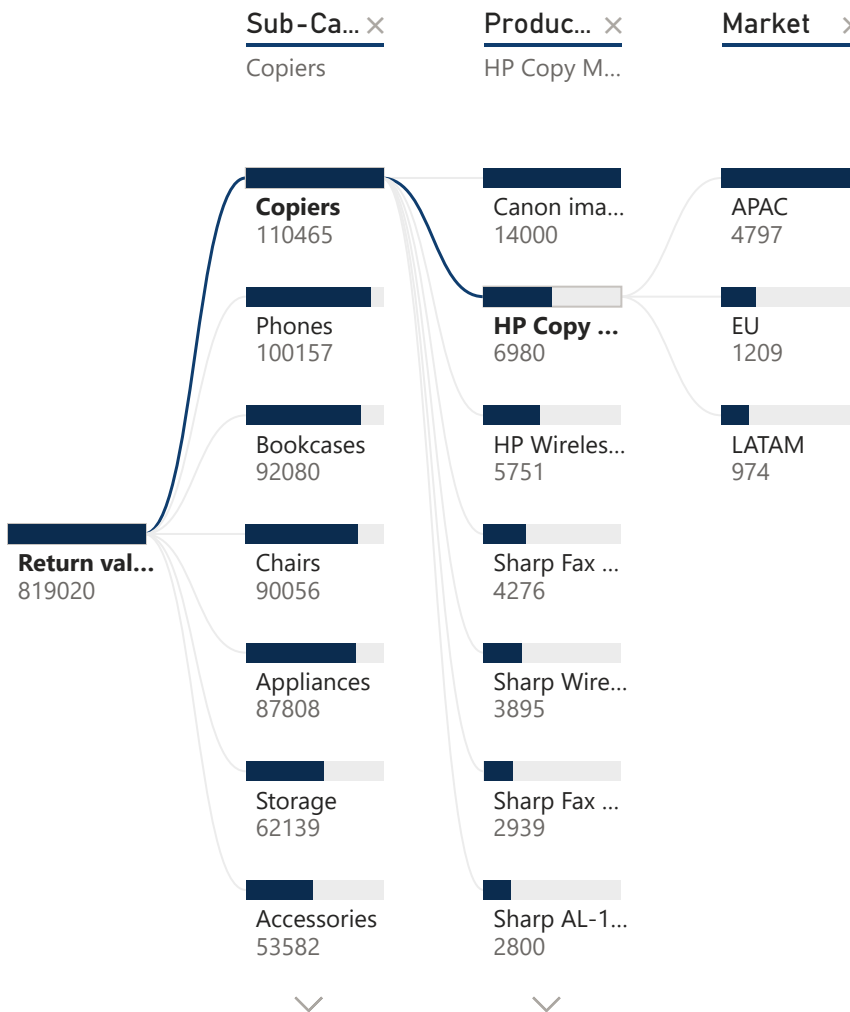 Sub-Ca...
Copiers
Produc...
HP Copy M...
Market
Return val...
819020
Copiers
110465
Phones
100157
Bookcases
92080
Chairs
90056
Appliances
87808
Storage
62139
Accessories
53582
Canon ima...
14000
HP Copy ...
6980
HP Wireles...
5751
Sharp Fax ...
4276
Sharp Wire...
3895
Sharp Fax ...
2939
Sharp AL-1...
2800
APAC
4797
EU
1209
LATAM
974